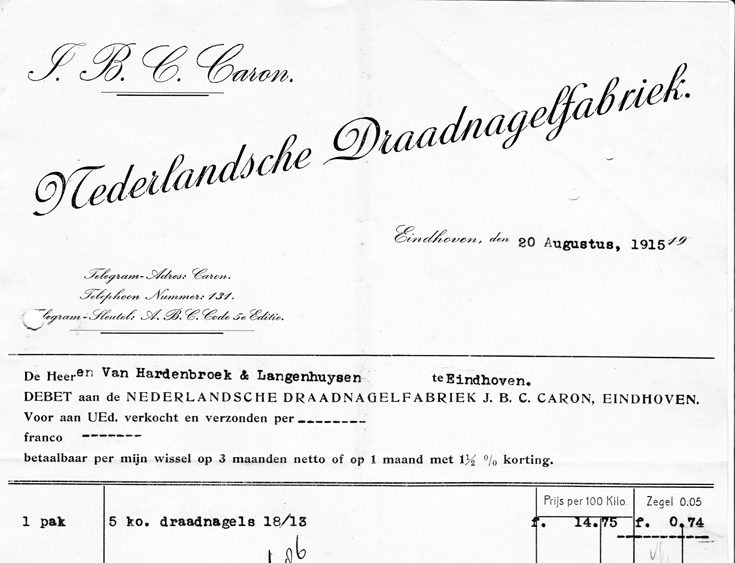 J. B. C. Caron.
Nederlandsche Draadnagelfabriek.
Eindhoven, den 20 Augustus, 1915 19
Telegram-Adres: Caron.
Telephoon Nummer: 131.
legram-Sleutel: A. B. C. Code 5e Editie.
De Heeren Van Hardenbroek & Langenhuysen te Eindhoven.
DEBET aan de NEDERLANDSCHE DRAADNAGELFABRIEK J. B. C. CARON, EINDHOVEN.
Voor aan UEd. verkocht en verzonden per --------
franco -------
betaalbaar per mijn wissel op 3 maanden netto of op 1 maand met 1½ % korting.
Prijs per 100 Kilo. Zegel 0.05
1 pak 5 ko. draadnagels 18/13 f. 14.75 f. 0.74